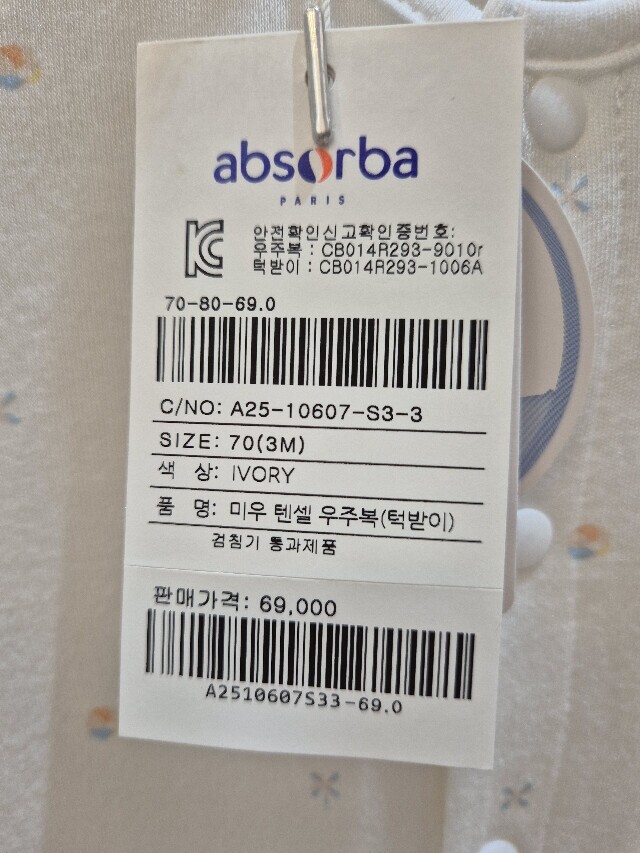 absorba
PARIS
안전확인신고확인증번호:
우주복 : CB014R293-9010r
턱받이 : CB014R293-1006A
70-80-69.0
C/NO: A25-10607-S3-3
SIZE: 70(3M)
색 상: IVORY
품 명: 미우 텐셀 우주복(턱받이)
검침기 통과제품
판매가격: 69,000
A2510607S33-69.0